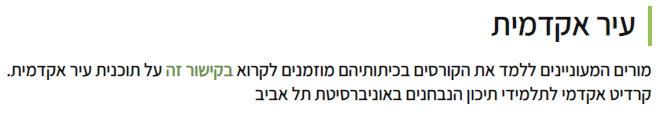 עיר אקדמית
מורים המעוניינים ללמד את הקורסים בכיתותיהם מוזמנים לקרוא בקישור זה על תוכנית עיר אקדמית.
קרדיט אקדמי לתלמידי תיכון הנבחנים באוניברסיטת תל אביב